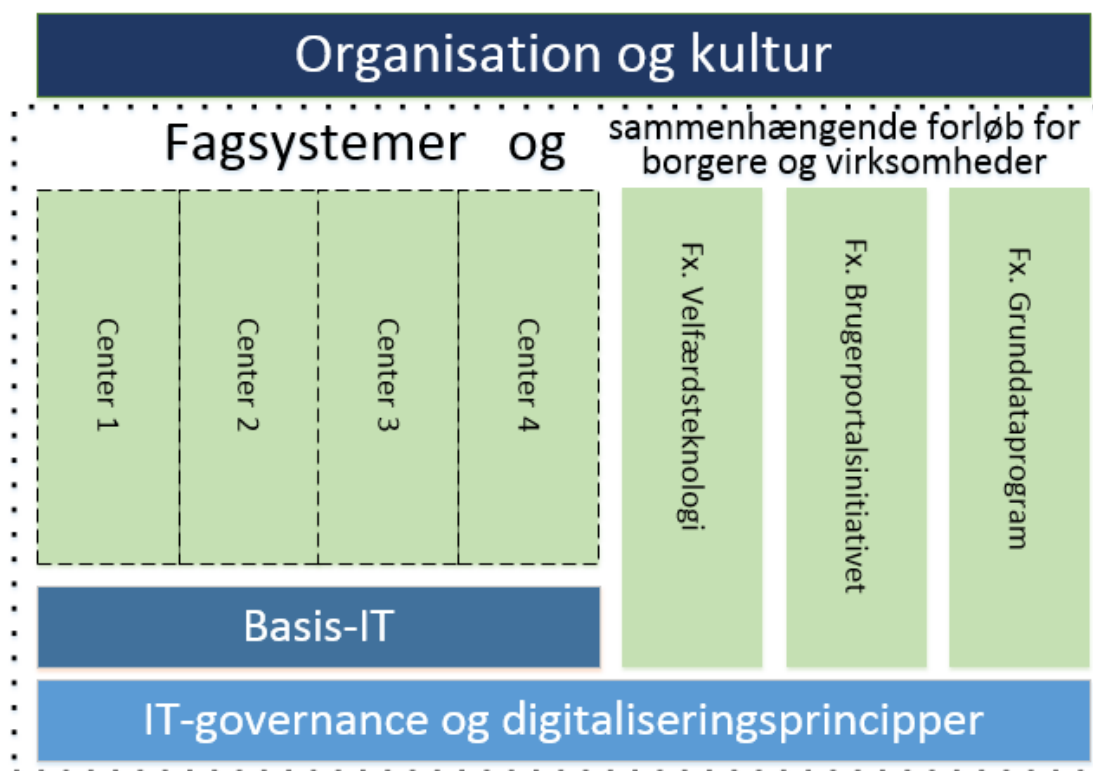 Organisation og kultur
Fagsystemer og
sammenhængende forløb for
borgere og virksomheder
Center 1
Center 2
Center 3
Center 4
Fx. Velfærdsteknologi
Fx. Brugerportalsinitiativet
Fx. Grunddataprogram
Basis-IT
IT-governance og digitaliseringsprincipper